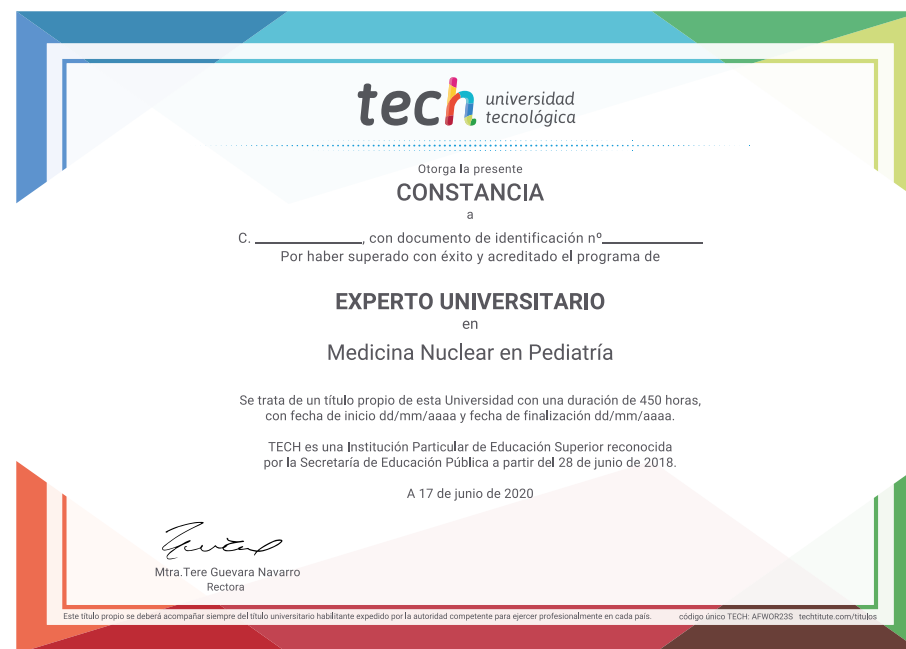 tech universidad
tecnológica
Otorga la presente
CONSTANCIA
a
C. ____________, con documento de identificación nº____________
Por haber superado con éxito y acreditado el programa de
EXPERTO UNIVERSITARIO
en
Medicina Nuclear en Pediatría
Se trata de un título propio de esta Universidad con una duración de 450 horas,
con fecha de inicio dd/mm/aaaa y fecha de finalización dd/mm/aaaa.
TECH es una Institución Particular de Educación Superior reconocida
por la Secretaría de Educación Pública a partir del 28 de junio de 2018.
A 17 de junio de 2020
Mtra.Tere Guevara Navarro
Rectora
Este título propio se deberá acompañar siempre del título universitario habilitante expedido por la autoridad competente para ejercer profesionalmente en cada país. código único TECH: AFWOR23S techtitute.com/titulos